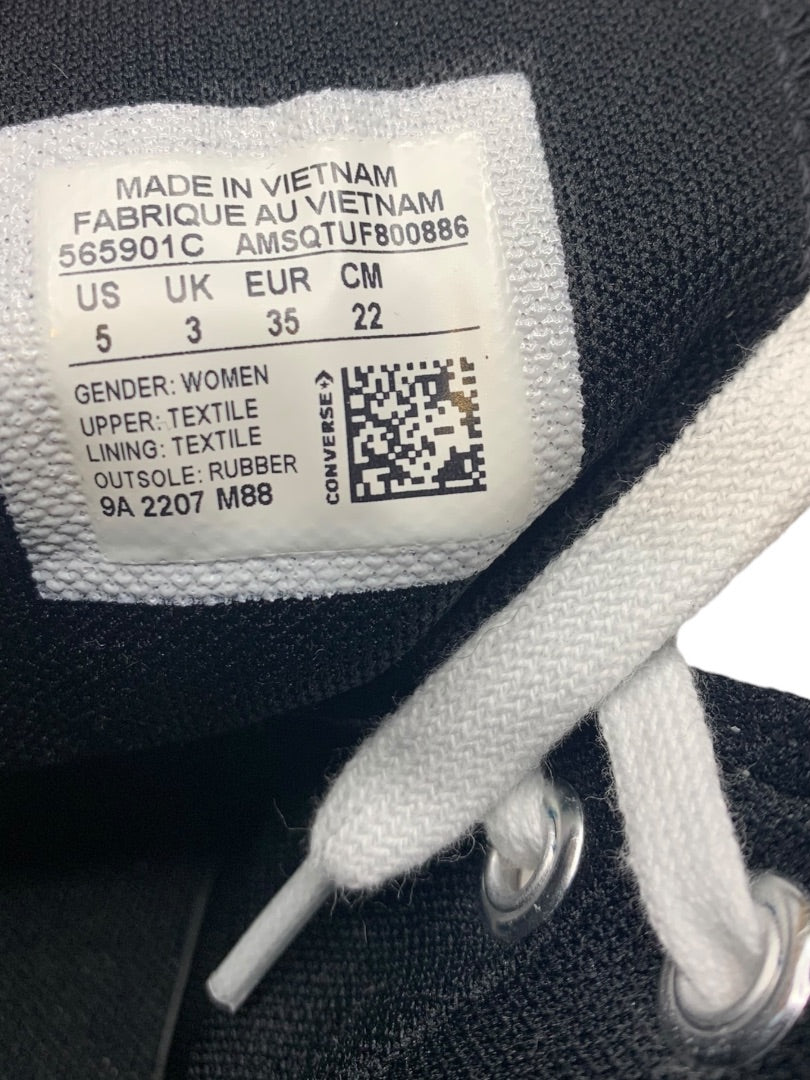 MADE IN VIETNAM
FABRIQUE AU VIETNAM
565901C AMSQTUF800886
US UK EUR CM
5 3 35 22
GENDER: WOMEN
UPPER: TEXTILE
LINING: TEXTILE
OUTSOLE: RUBBER
9A 2207 M88
CONVERSE